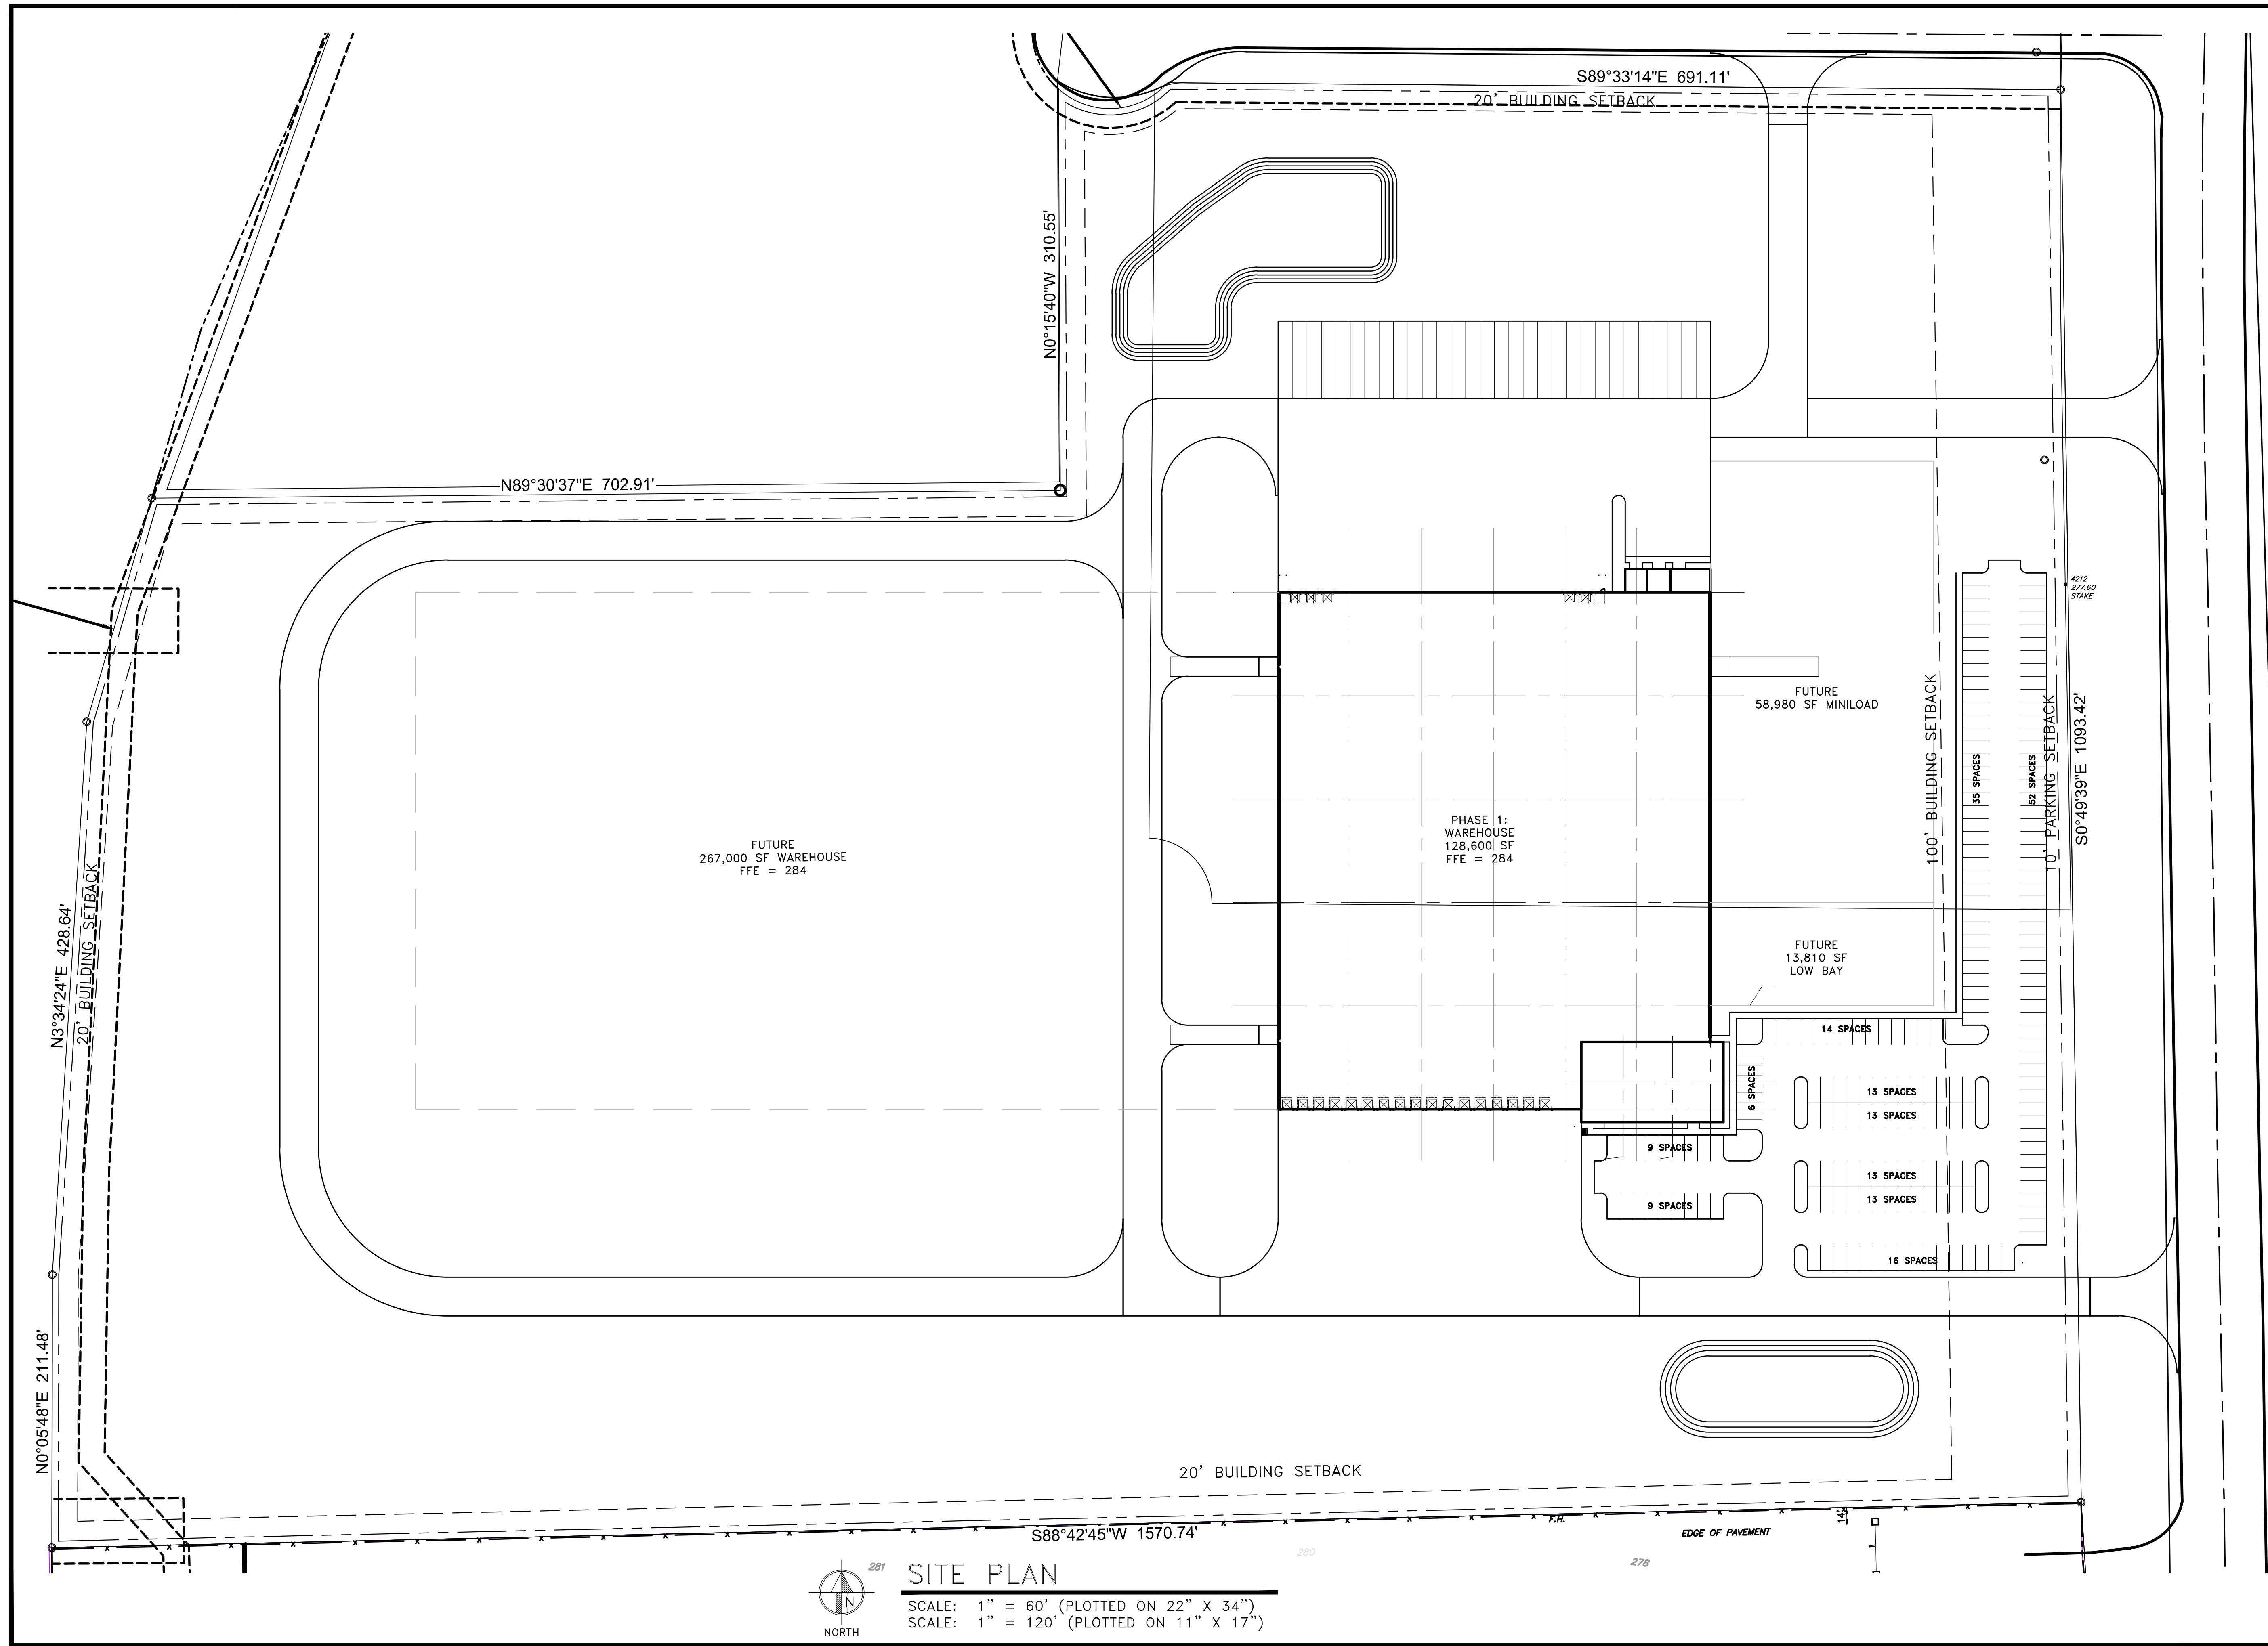 S89°33'14"E 691.11'
20' BUILDING SETBACK
N0°15'40"W 310.55'
N89°30'37"E 702.91'
4212
277.60
STAKE
FUTURE
58,980 SF MINILOAD
100' BUILDING SETBACK
35 SPACES
52 SPACES
10' PARKING SETBACK
S0°49'39"E 1093.42'
PHASE 1:
WAREHOUSE
128,600 SF
FFE = 284
FUTURE
267,000 SF WAREHOUSE
FFE = 284
N3°34'24"E 428.64'
20' BUILDING SETBACK
FUTURE
13,810 SF
LOW BAY
14 SPACES
6 SPACES
13 SPACES
13 SPACES
9 SPACES
13 SPACES
13 SPACES
9 SPACES
16 SPACES
N0°05'48"E 211.48'
20' BUILDING SETBACK
S88°42'45"W 1570.74'
F.H.
14'
EDGE OF PAVEMENT
281
280
278
SITE PLAN
N
NORTH
SCALE: 1" = 60' (PLOTTED ON 22" X 34")
SCALE: 1" = 120' (PLOTTED ON 11" X 17")